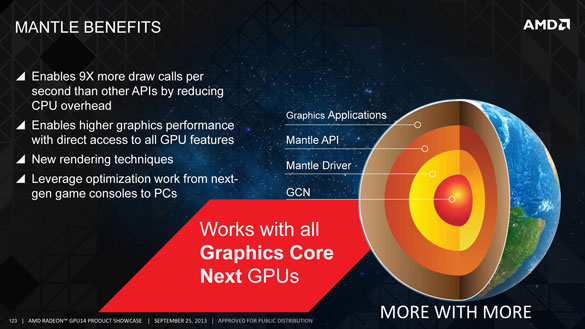 MANTLE BENEFITS
AMD
Enables 9X more draw calls per
second than other APIs by reducing
CPU overhead
Enables higher graphics performance
with direct access to all GPU features
New rendering techniques
Leverage optimization work from next-
gen game consoles to PCs
Graphics Applications
Mantle API
Mantle Driver
GCN
Works with all
Graphics Core
Next GPUs
MORE WITH MORE
123 | AMD RADEON™ GPU14 PRODUCT SHOWCASE | SEPTEMBER 25, 2013 | APPROVED FOR PUBLIC DISTRIBUTION